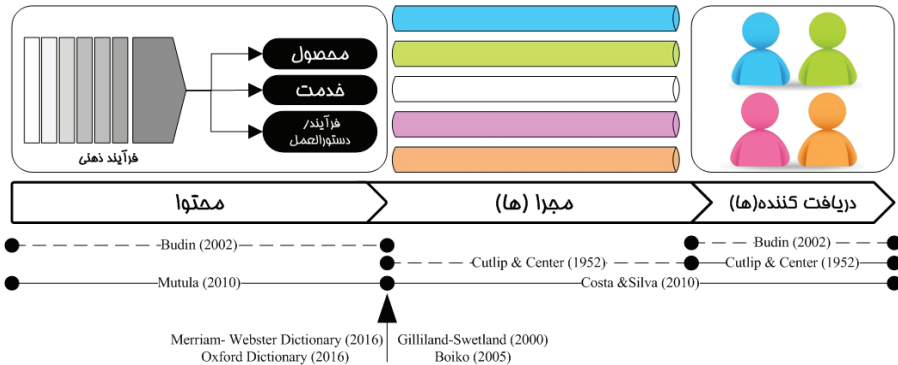 محصول
خدمت
فرآیند/
دستورالعمل
فرآیند ذهنی
محتوا
مجرا (ها)
دریافت کننده(ها)
Budin (2002)
Budin (2002)
Cutlip & Center (1952)
Cutlip & Center (1952)
Mutula (2010)
Costa &Silva (2010)
Merriam- Webster Dictionary (2016)
Oxford Dictionary (2016)
Gilliland-Swetland (2000)
Boiko (2005)